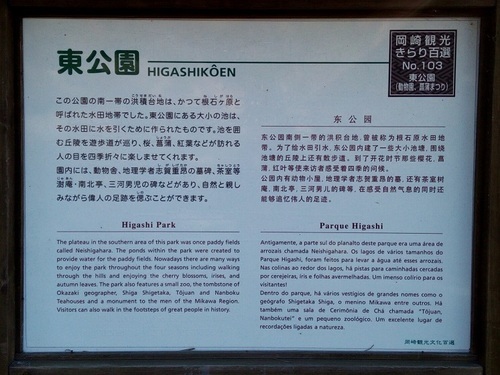 東公園 HIGASHIKÔEN
岡崎観光
きらり百選
No.103
東公園
(動物園、菖蒲まつり)
この公園の南一帯の洪積台地は、かつて根石ヶ原と
呼ばれた水田地帯でした。東公園にある大小の池は、
その水田に水を引くために作られたものです。池を囲
む丘陵を遊歩道が巡り、桜、菖蒲、紅葉などが訪れる
人の目を四季折々に楽しませてくれます。
園内には、動物舎、地理学者志賀重昂の墓碑、茶室等
澍庵・南北亭、三河男児の碑などがあり、自然と親し
みながら偉人の足跡を偲ぶことができます。
东 公 园
东公园南侧一带的洪积台地，曾被称为根石原水田地
带。为了给水田引水，东公园内建了一些大小池塘，围绕
池塘的丘陵上还有散步道。到了开花时节那些樱花、菖
蒲、红叶等使来访者感受着四季的问候。
公园内有动物小屋、地理学者志贺重昂的墓、还有茶室树
庵、南北亭、三河男儿的碑等，在感受自然气息的同时还
能够追忆伟人的足迹。
Higashi Park
The plateau in the southern area of this park was once paddy fields
called Neishigahara. The ponds within the park were created to
provide water for the paddy fields. Nowadays there are many ways
to enjoy the park throughout the four seasons including walking
through the hills and enjoying the cherry blossoms, irises, and
autumn leaves. The park also features a small zoo, the tombstone of
Okazaki geographer, Shiga Shigetaka, Tōjuan and Nanboku
Teahouses and a monument to the men of the Mikawa Region.
Visitors can also walk in the footsteps of great people in history.
Parque Higashi
Antigamente, a parte sul do planalto deste parque era uma área de
arrozais chamada Neishigahara. Os lagos de vários tamanhos do
Parque Higashi, foram feitos para levar a água até esses arrozais.
Nas colinas ao redor dos lagos, há pistas para caminhadas cercadas
por cerejeiras, íris e folhas avermelhadas. Um imenso colírio para os
visitantes!
Dentro do parque, há vários vestígios de grandes nomes como o
geógrafo Shigetaka Shiga, o menino Mikawa entre outros. Há
também uma sala de Cerimônia de Chá chamada "Tōjuan,
Nanbokutei" e um pequeno zoológico. Um excelente lugar de
recordações ligadas a natureza.
岡崎観光文化百選